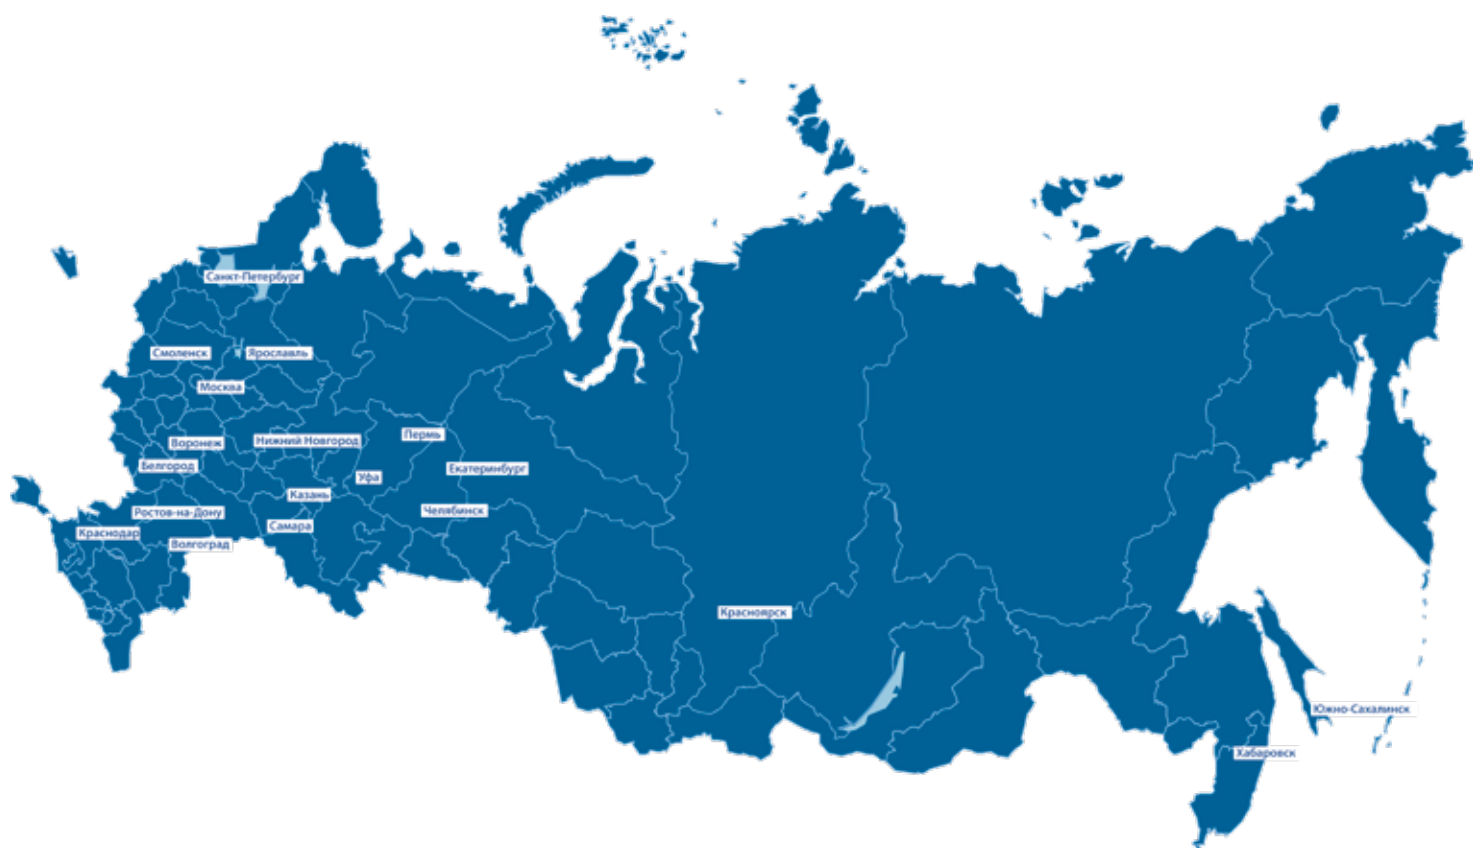 Санкт-Петербург
Смоленск
Ярославль
Москва
Пермь
Воронеж
Нижний Новгород
Белгород
Екатеринбург
Уфа
Казань
Ростов-на-Дону
Челябинск
Самара
Краснодар
Волгоград
Красноярск
Южно-Сахалинск
Хабаровск